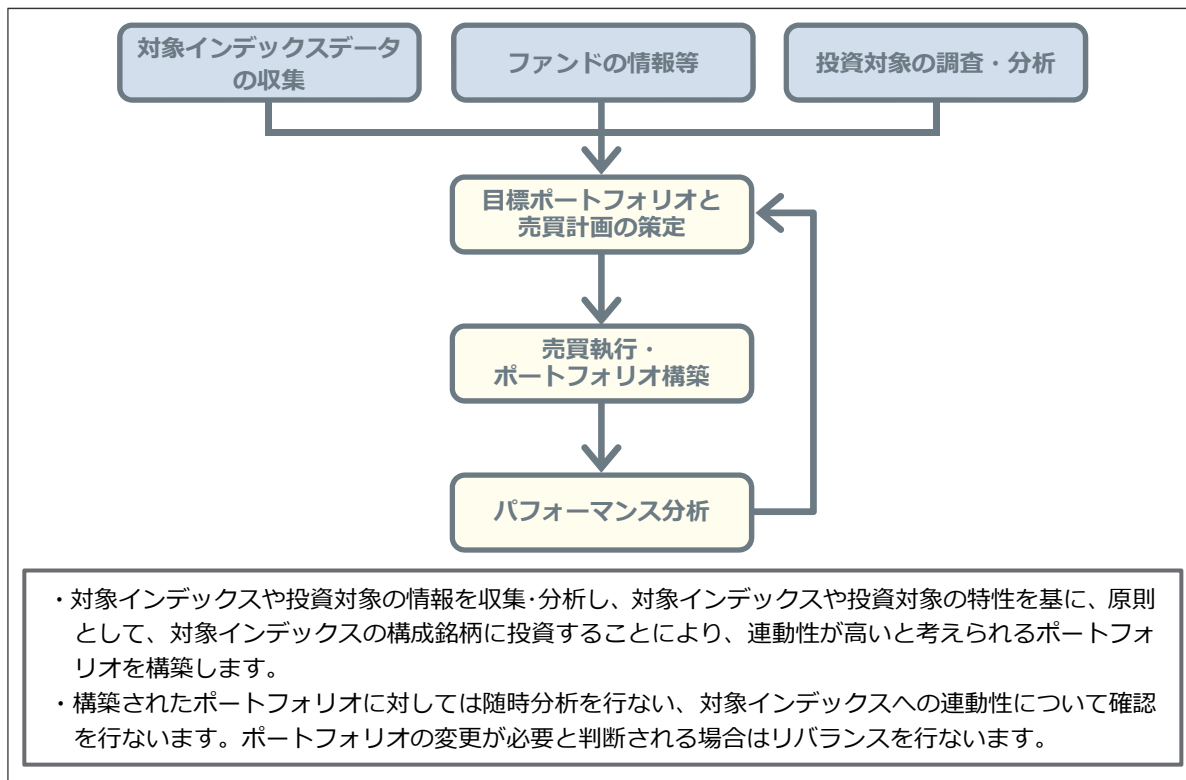 対象インデックスデータ
の収集
ファンドの情報等
投資対象の調査・分析
目標ポートフォリオと
売買計画の策定
売買執行・
ポートフォリオ構築
パフォーマンス分析
・対象インデックスや投資対象の情報を収集・分析し、対象インデックスや投資対象の特性を基に、原則
として、対象インデックスの構成銘柄に投資することにより、連動性が高いと考えられるポートフォ
リオを構築します。
・構築されたポートフォリオに対しては随時分析を行ない、対象インデックスへの連動性について確認
を行ないます。ポートフォリオの変更が必要と判断される場合はリバランスを行ないます。